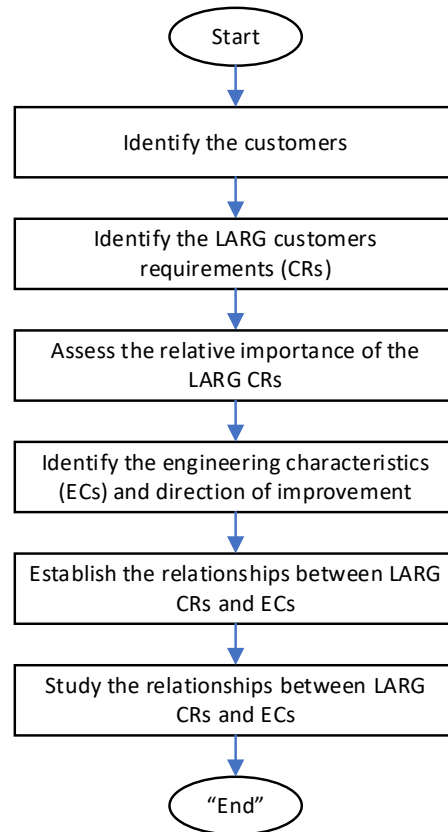 Start
Identify the customers
Identify the LARG customers
requirements (CRs)
Assess the relative importance of the
LARG CRs
Identify the engineering characteristics
(ECs) and direction of improvement
Establish the relationships between LARG
CRs and ECs
Study the relationships between LARG
CRs and ECs
“End”